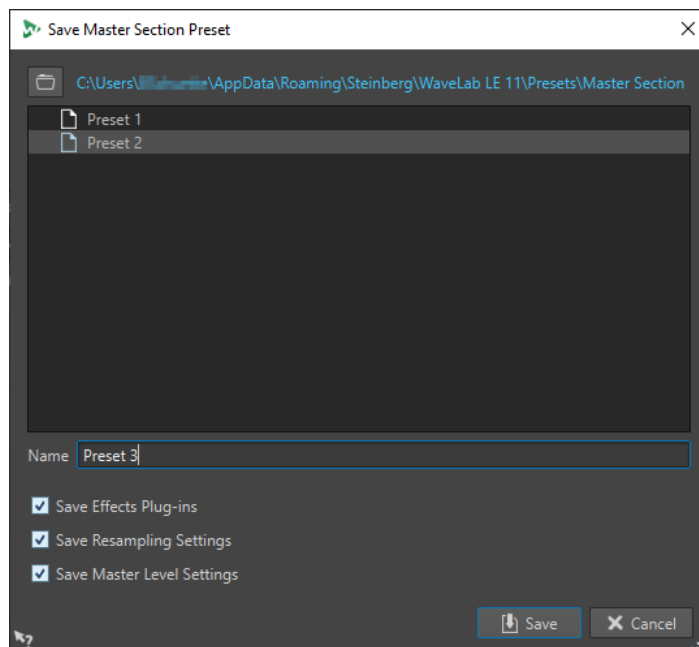 Save Master Section Preset
C:\Users\ \AppData\Roaming\Steinberg\WaveLab LE 11\Presets\Master Section
Preset 1
Preset 2
Name Preset 3
Save Effects Plug-ins
Save Resampling Settings
Save Master Level Settings
Save Cancel